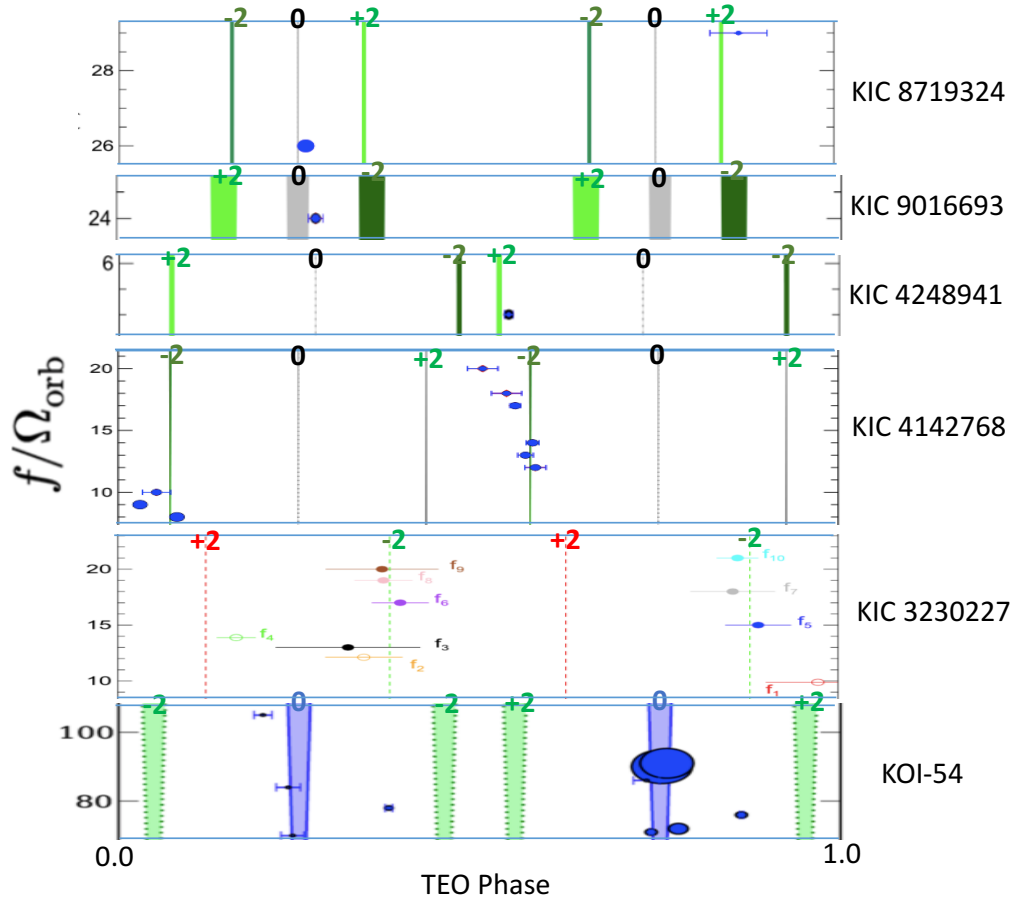 -2 0 +2 -2 0 +2
28
26
KIC 8719324
+2 0 -2 +2 0 -2
24
KIC 9016693
+2 0 -2 +2 0 -2
6
KIC 4248941
-2 0 +2 -2 0 +2
20
15
10
KIC 4142768
f/Ωorb
+2 -2 +2 -2
20
15
10
f9
f8
f6
f4
f3
f2
f10
f7
f5
f1
KIC 3230227
-2 0 -2 +2 0 +2
100
80
KOI-54
0.0 1.0
TEO Phase